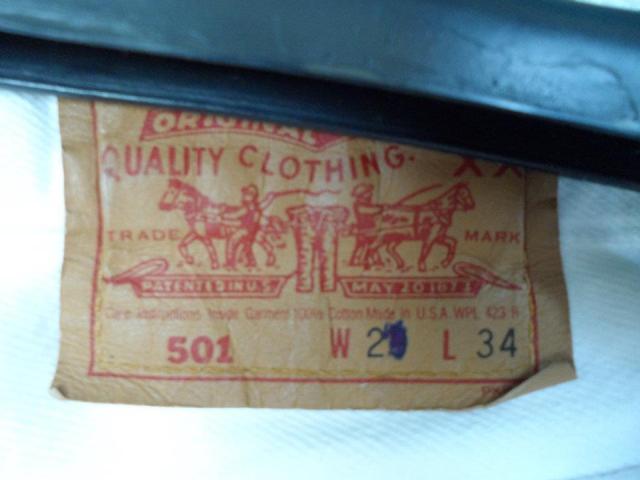 ORIGINAL
QUALITY CLOTHING. XX
TRADE MARK
PATENTED IN U.S. MAY 20 1873
Care Instructions Inside Garment 100% Cotton Made in U.S.A. WPL 423
501 W 2 L 34